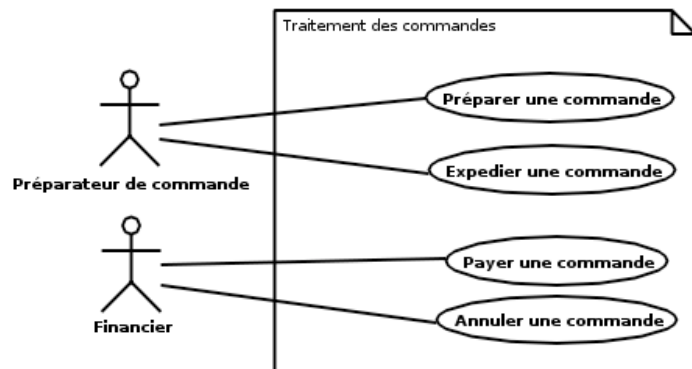 Traitement des commandes
Préparer une commande
Expedier une commande
Préparateur de commande
Payer une commande
Annuler une commande
Financier